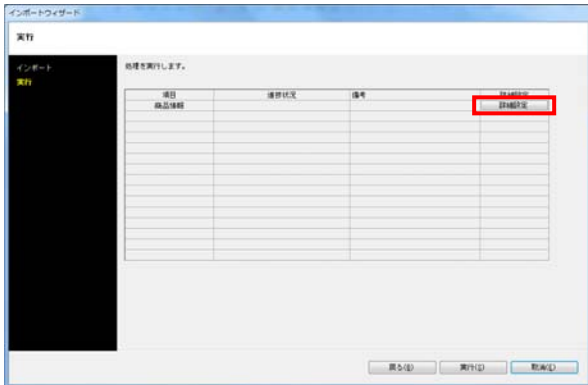 インポートウィザード
実行
インポート
実行
処理を実行します。
項目 進捗状況 備考 詳細設定
商品情報 詳細設定
戻る(B) 実行(I) 取消(C)